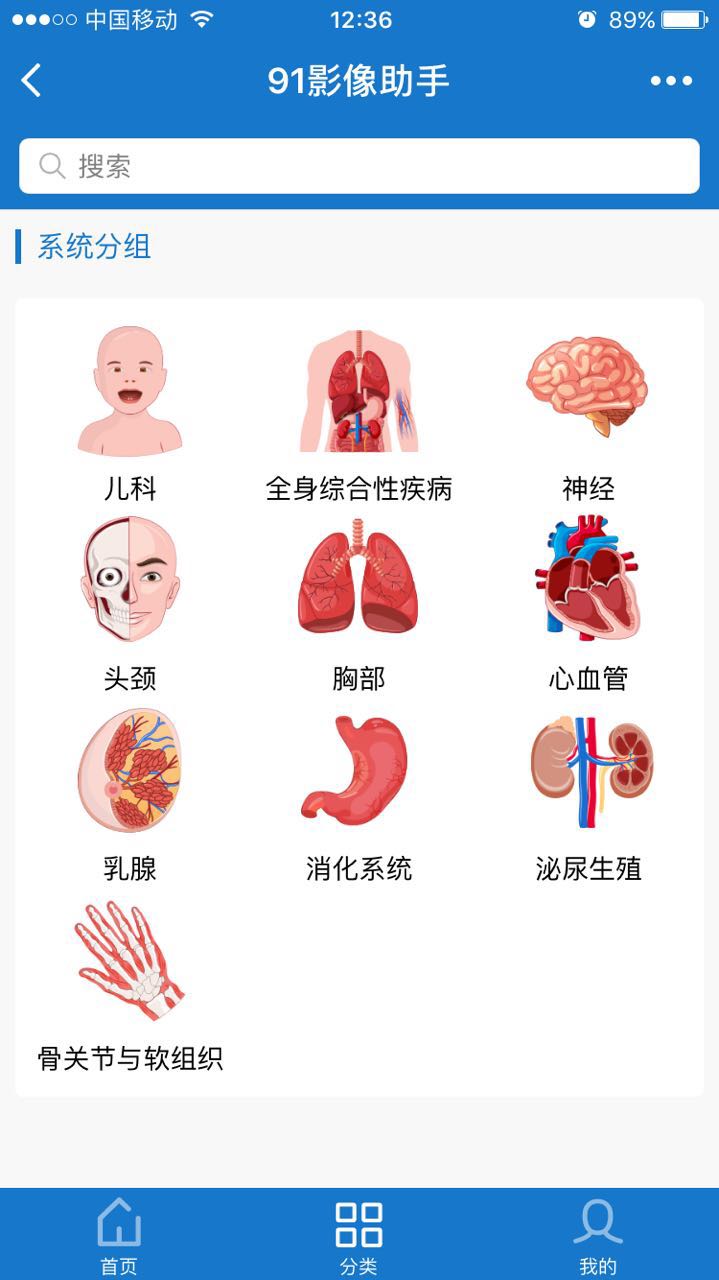 中国移动 12:36 89%
91影像助手
搜索
系统分组
儿科 全身综合性疾病 神经
头颈 胸部 心血管
乳腺 消化系统 泌尿生殖
骨关节与软组织
首页 分类 我的